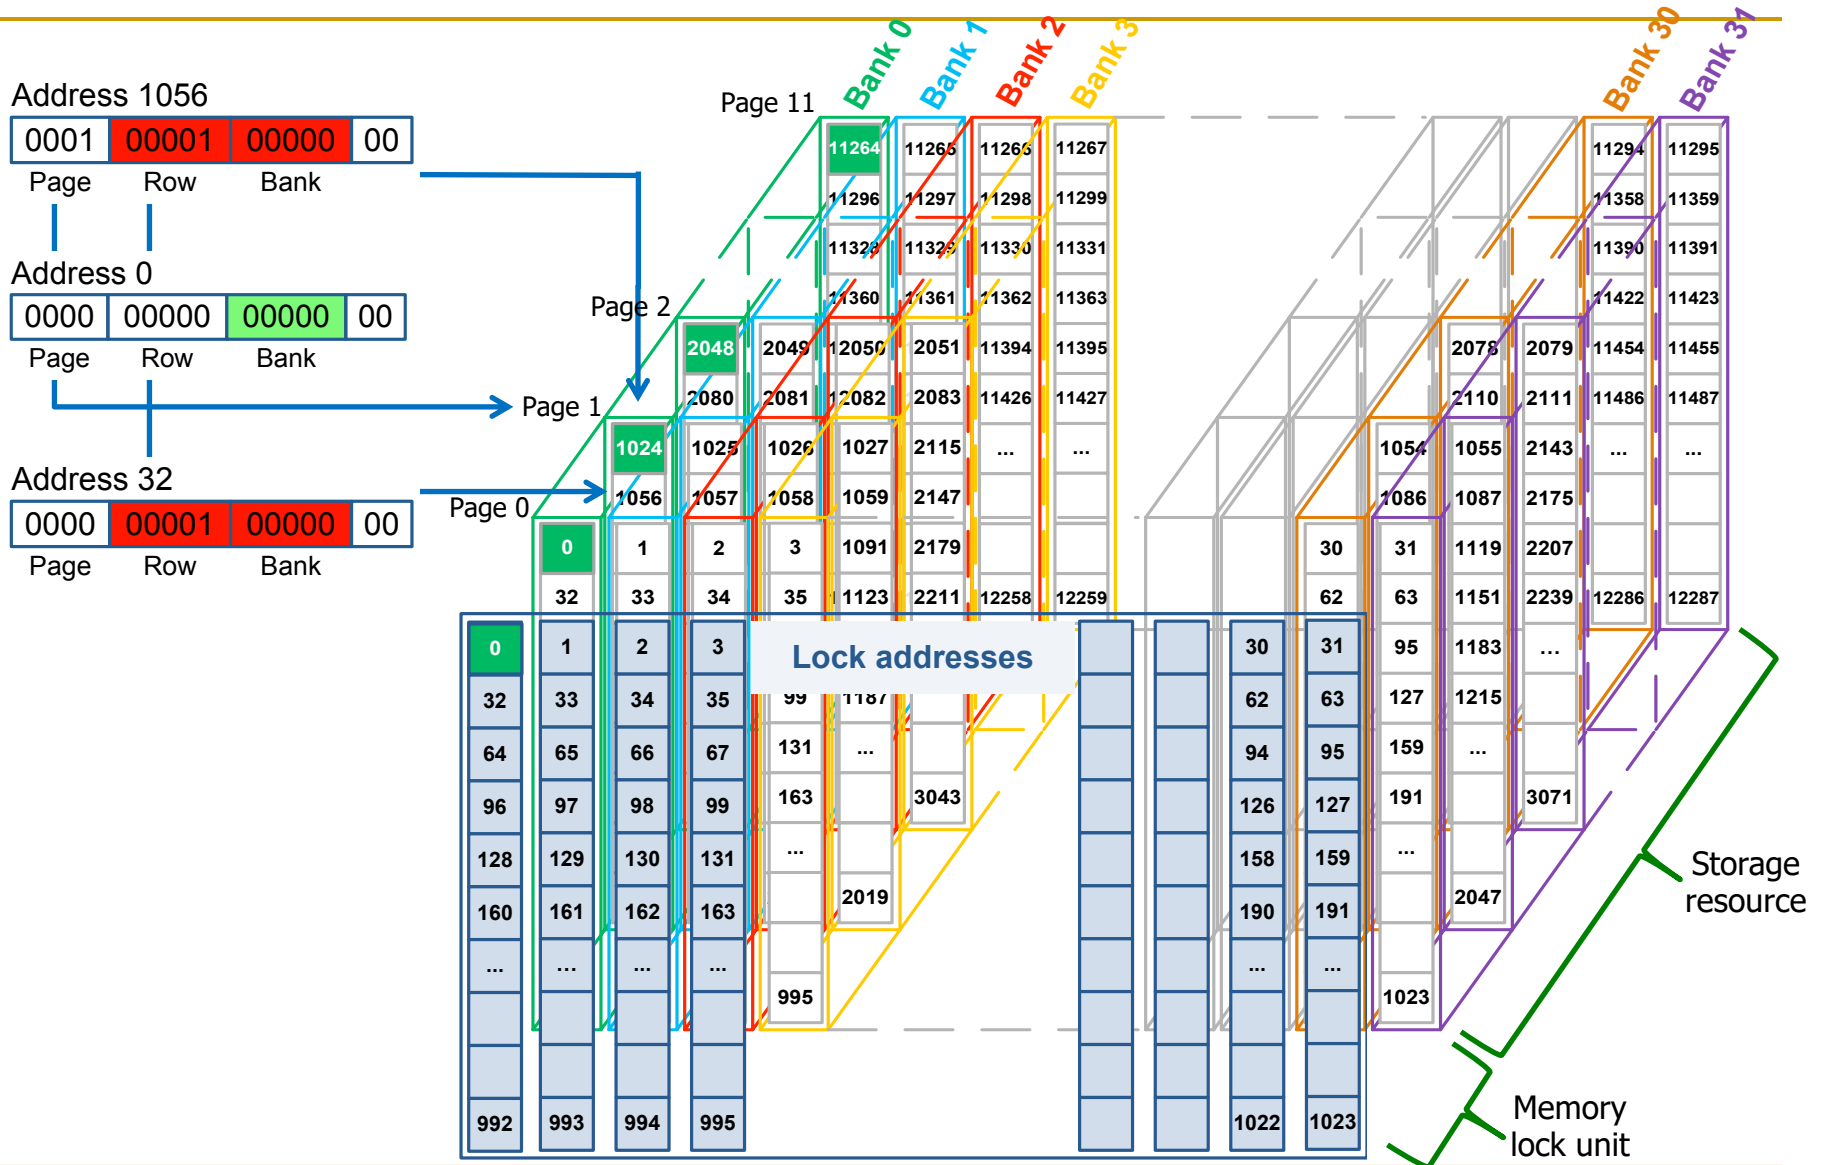 Bank 0 Bank 1 Bank 2 Bank 3 Bank 30 Bank 31
Address 1056
0001 00001 00000 00
Page Row Bank
Address 0
0000 00000 00000 00
Page Row Bank
Address 32
0000 00001 00000 00
Page Row Bank
Page 11
11264 11265 11266 11267 11294 11295
11296 11297 11298 11299 11358 11359
11328 11329 11330 11331 11390 11391
11360 11361 11362 11363 11422 11423
Page 2
2048 2049 12050 2051 11394 11395 2078 2079 11454 11455
2080 2081 12082 2083 11426 11427 2110 2111 11486 11487
Page 1
1024 1025 1026 1027 2115 ... ... 1054 1055 2143 ... ...
1056 1057 1058 1059 2147 1086 1087 2175
Page 0
0 1 2 3 1091 2179 30 31 1119 2207
32 33 34 35 1123 2211 12258 12259 62 63 1151 2239 12286 12287
95 1183 ...
99 1187 127 1215
131 ... 159 ...
163 3043 191 3071
... ...
2019 2047
995 1023
Lock addresses
0 1 2 3 30 31
32 33 34 35 62 63
64 65 66 67 94 95
96 97 98 99 126 127
128 129 130 131 158 159
160 161 162 163 190 191
... ... ... ... ... ...
992 993 994 995 1022 1023
Storage
resource
Memory
lock unit